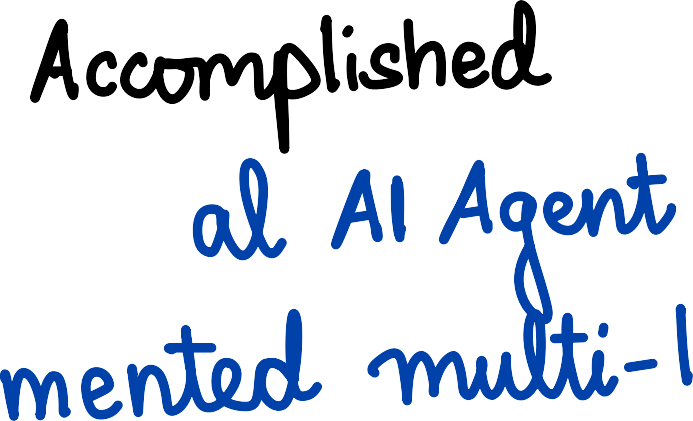 Accomplished
al AI Agent
mented multi-l